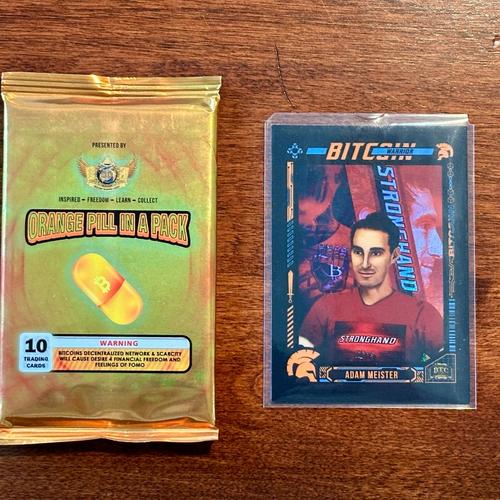 PRESENTED BY
INSPIRED - FREEDOM - LEARN - COLLECT
ORANGE PILL IN A PACK
B
10
TRADING
CARDS
WARNING
BITCOINS DECENTRALIZED NETWORK & SCARCITY
WILL CAUSE DESIRE 4 FINANCIAL FREEDOM AND
FEELINGS OF FOMO
BITCOIN
WARRIOR
STRONGHAND
B
STRONGHAND
ADAM MEISTER
BTC